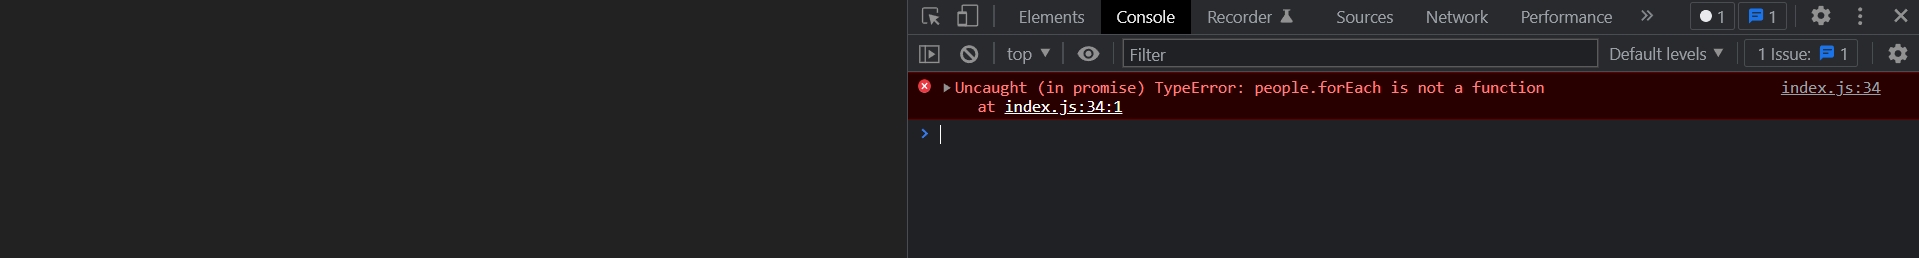 Elements Console Recorder Sources Network Performance » 1 1
top Filter Default levels 1 Issue: 1
Uncaught (in promise) TypeError: people.forEach is not a function index.js:34
at index.js:34:1
>